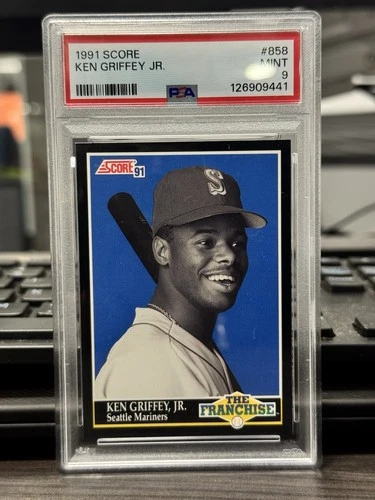 1991 SCORE #858
KEN GRIFFEY JR. MINT
9
PSA 126909441
SCORE 91
S
KEN GRIFFEY, JR.
Seattle Mariners
THE
FRANCHISE